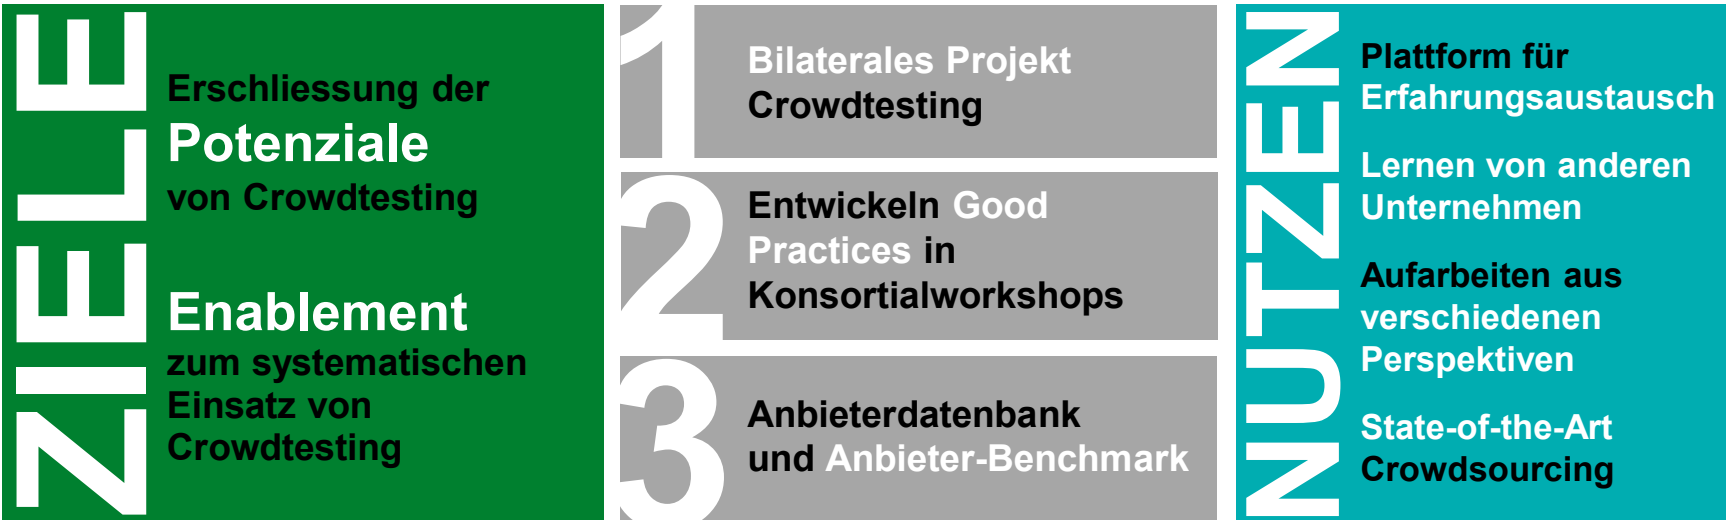 ZIELE
Erschliessung der
Potenziale
von Crowdtesting
Enablement
zum systematischen
Einsatz von
Crowdtesting
1
Bilaterales Projekt
Crowdtesting
2
Entwickeln Good
Practices in
Konsortialworkshops
3
Anbieterdatenbank
und Anbieter-Benchmark
NUTZEN
Plattform für
Erfahrungsaustausch
Lernen von anderen
Unternehmen
Aufarbeiten aus
verschiedenen
Perspektiven
State-of-the-Art
Crowdsourcing